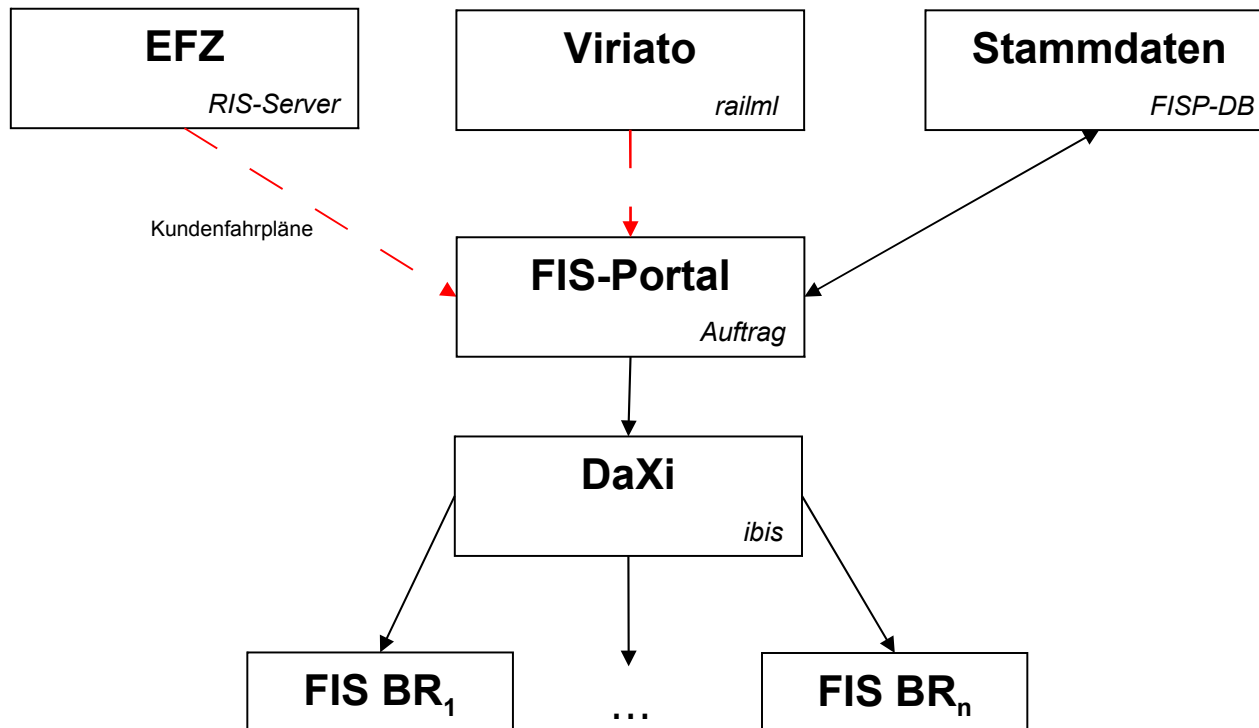 EFZ
RIS-Server
Viriato
railml
Stammdaten
FISP-DB
Kundenfahrpläne
FIS-Portal
Auftrag
DaXi
ibis
FIS BR₁
...
FIS BRₙ